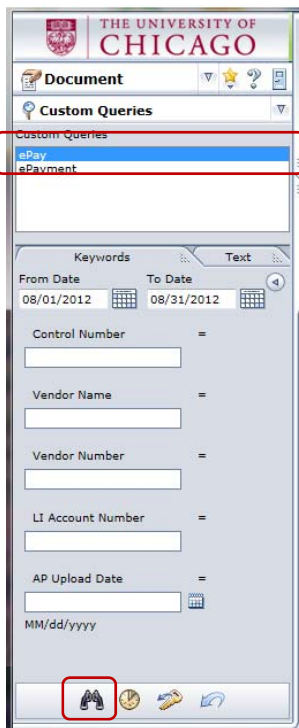 THE UNIVERSITY OF
CHICAGO
Document
Custom Queries
Custom Queries
ePay
ePayment
Keywords Text
From Date To Date
08/01/2012 08/31/2012
Control Number =
Vendor Name =
Vendor Number =
LI Account Number =
AP Upload Date =
MM/dd/yyyy